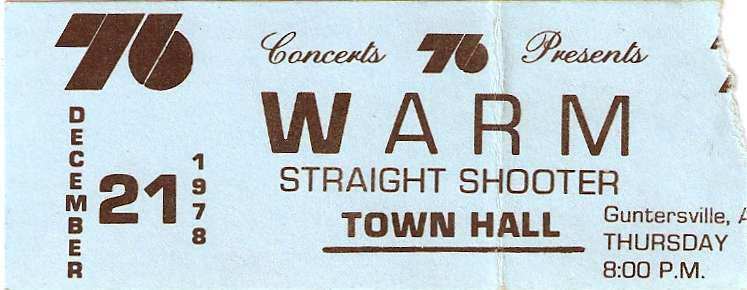 76
Concerts 76 Presents
WARM
STRAIGHT SHOOTER
TOWN HALL
DECEMBER
21
1978
Guntersville, A
THURSDAY
8:00 P.M.